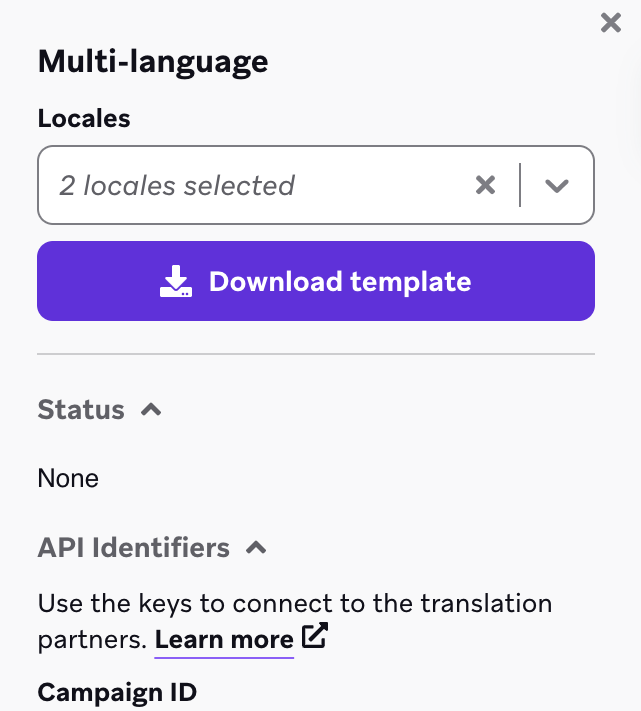 Multi-language
Locales
2 locales selected
Download template
Status
None
API Identifiers
Use the keys to connect to the translation
partners. Learn more
Campaign ID